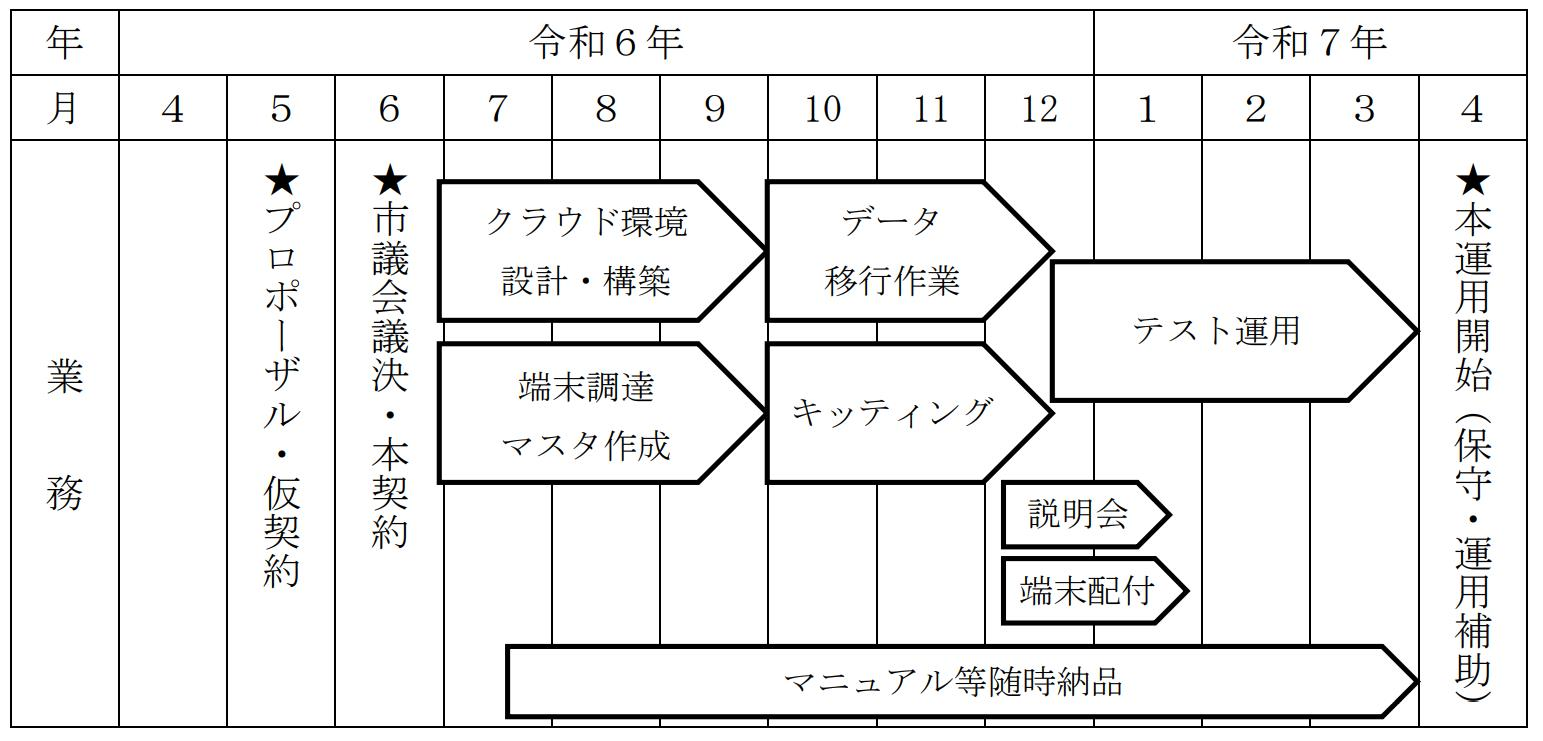 年 令和６年 令和７年
月 4 5 6 7 8 9 10 11 12 1 2 3 4
業務
★プロポーザル・仮契約
★市議会議決・本契約
クラウド環境
設計・構築
データ
移行作業
テスト運用
端末調達
マスタ作成
キッティング
説明会
端末配付
マニュアル等随時納品
★本運用開始（保守・運用補助）